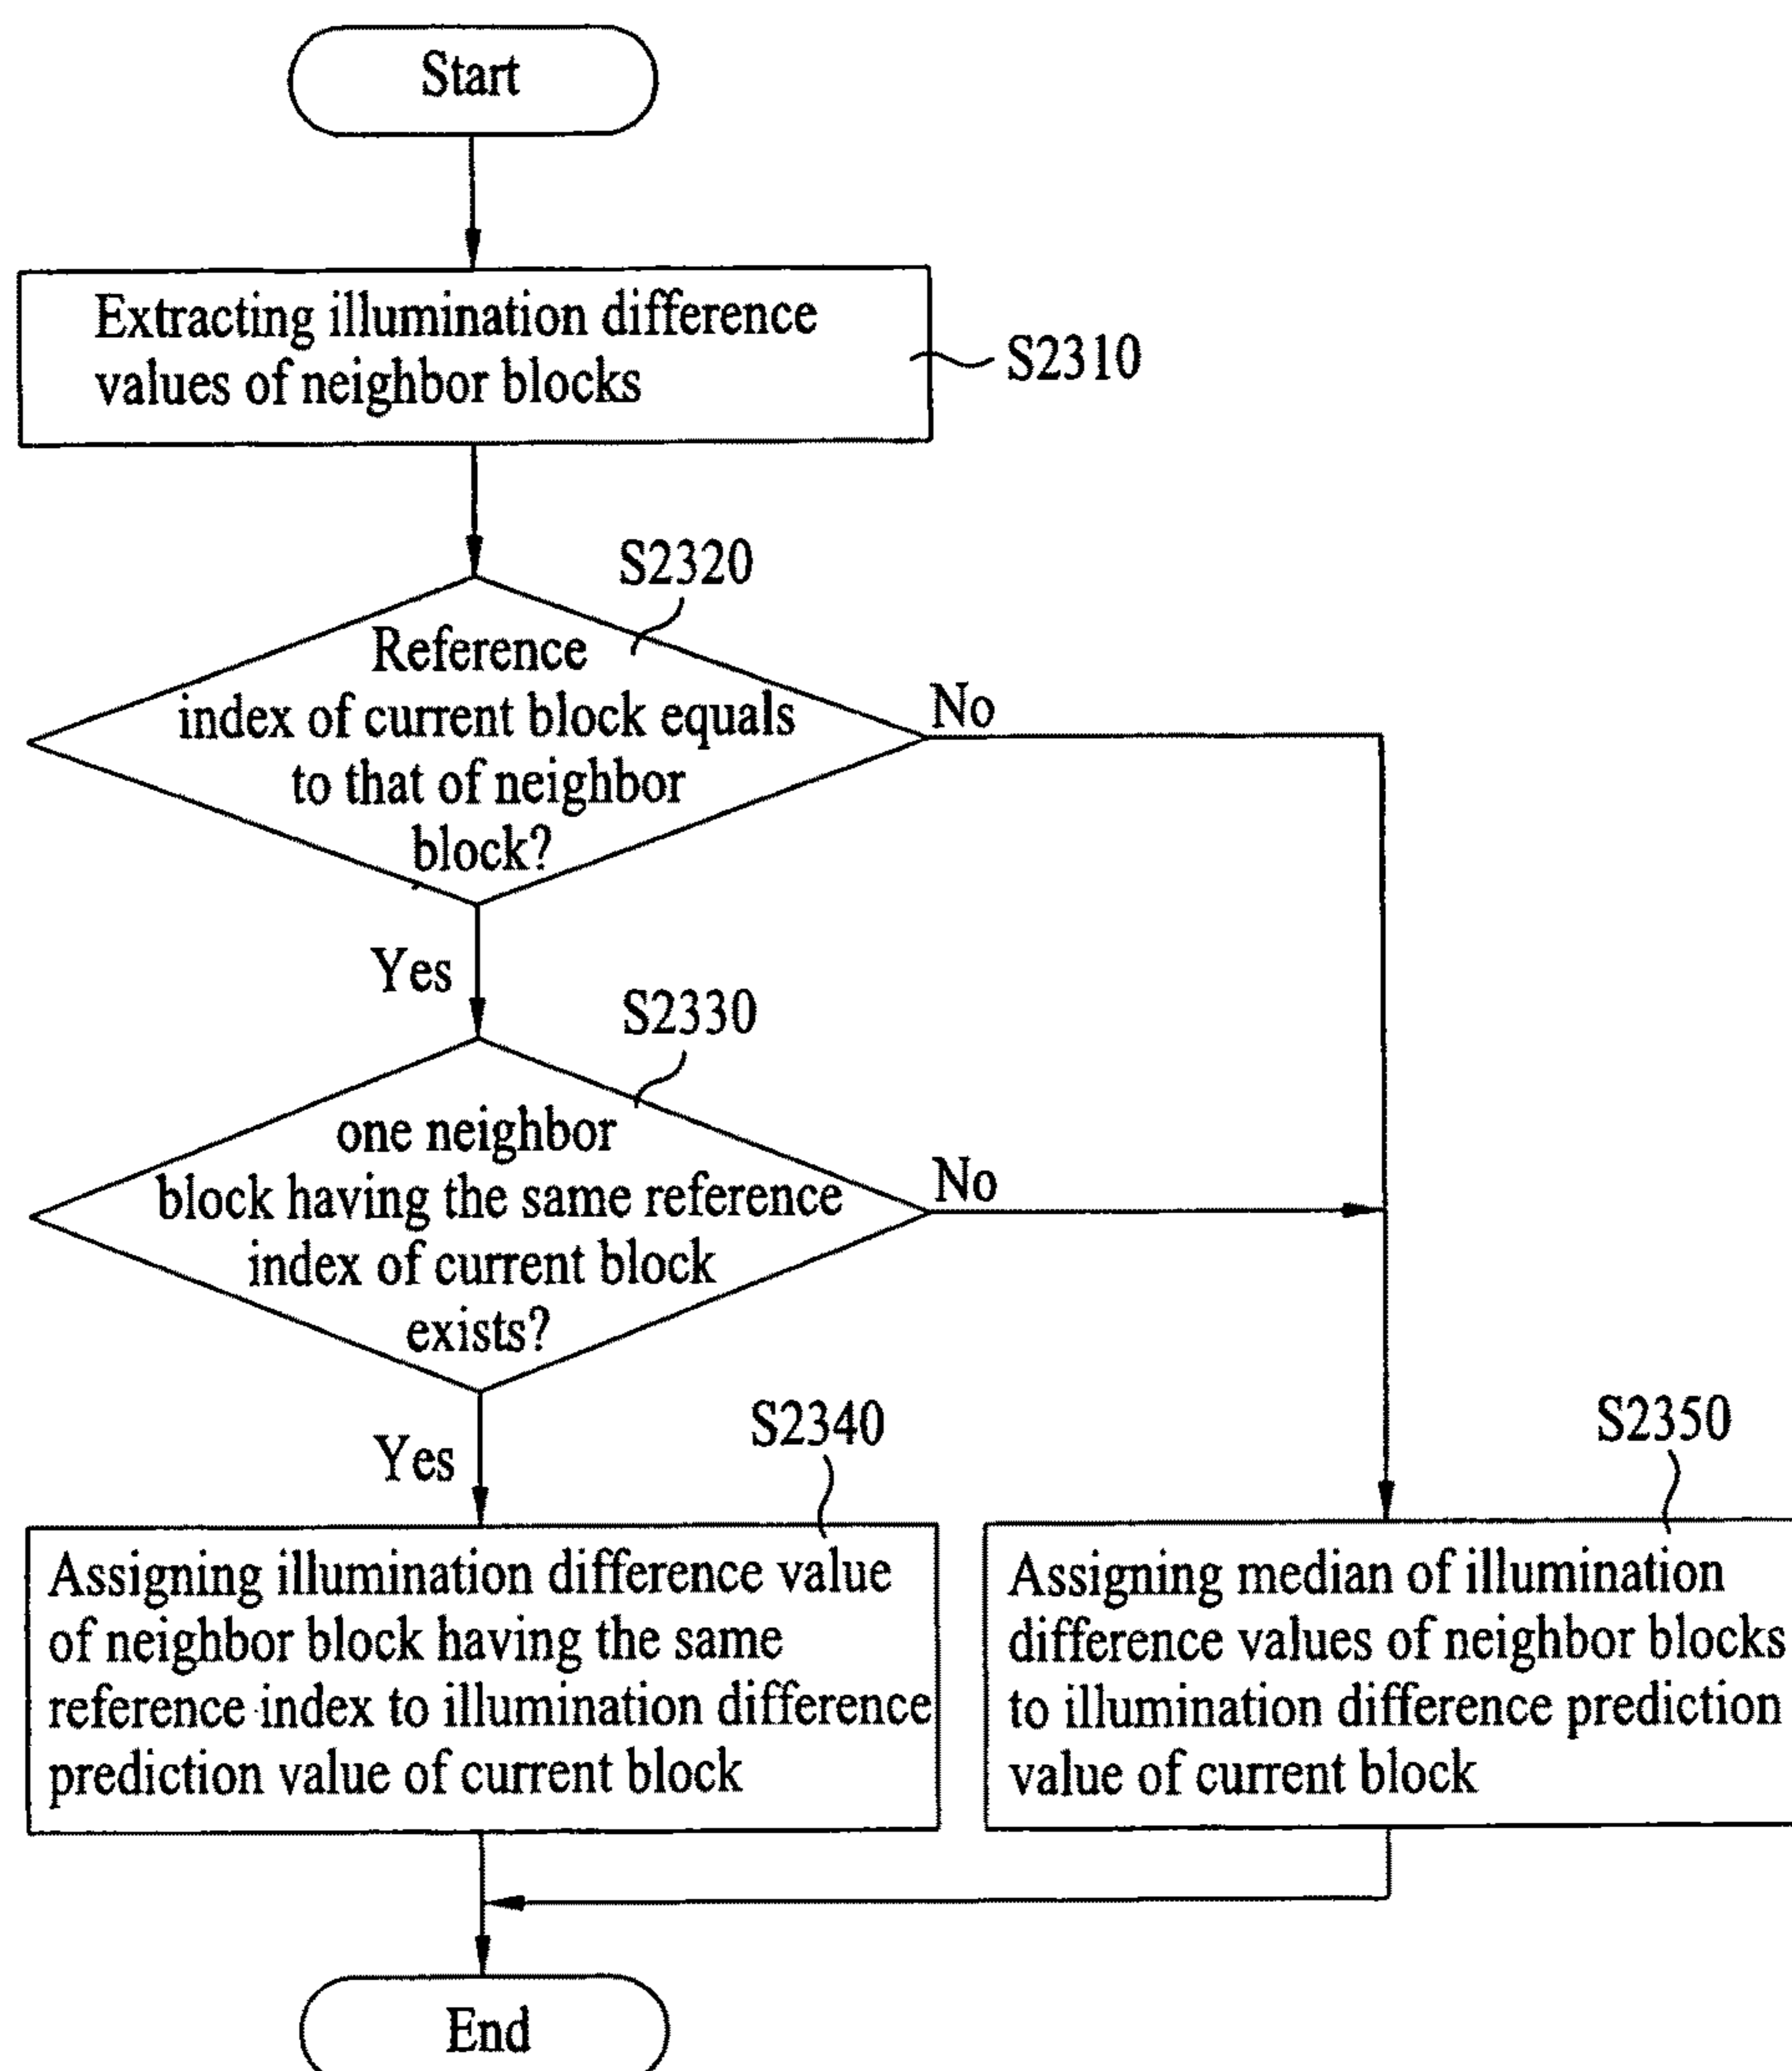 Start
Extracting illumination difference
values of neighbor blocks
S2310
S2320
Reference
index of current block equals
to that of neighbor
block?
No
Yes
S2330
one neighbor
block having the same reference
index of current block
exists?
No
Yes
S2340
Assigning illumination difference value
of neighbor block having the same
reference index to illumination difference
prediction value of current block
S2350
Assigning median of illumination
difference values of neighbor blocks
to illumination difference prediction
value of current block
End